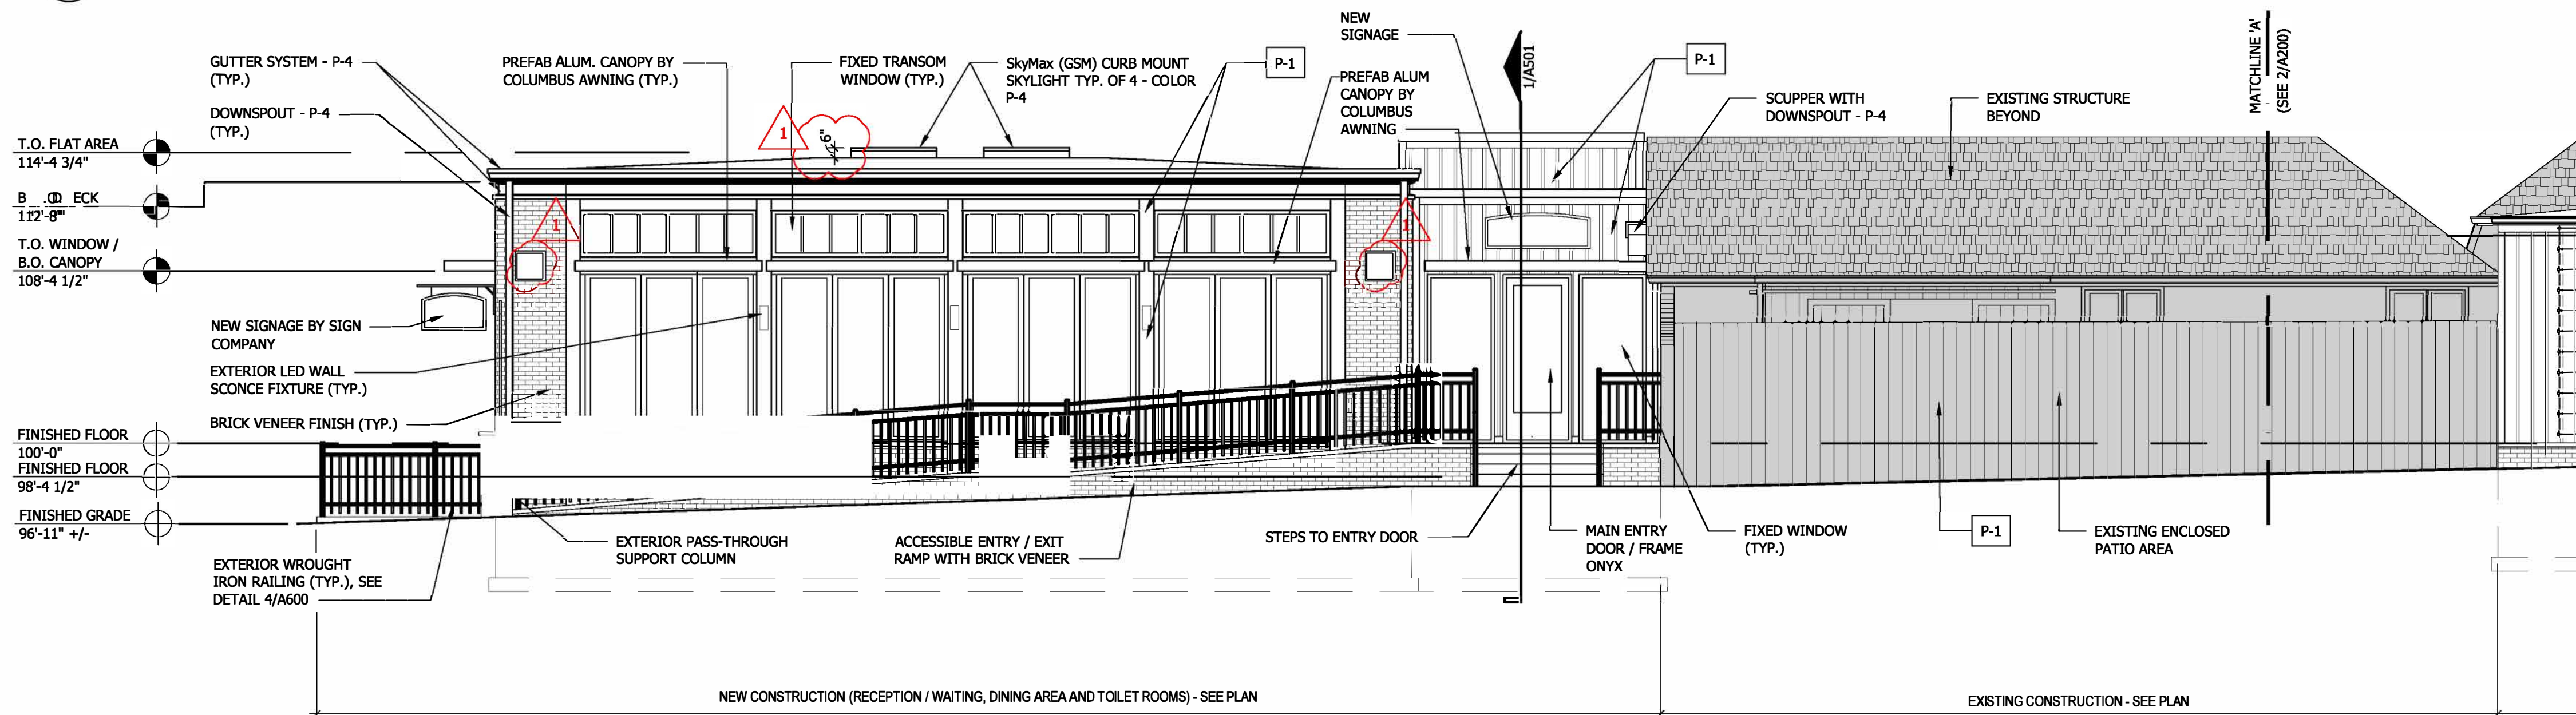 NEW
SIGNAGE
MATCHLINE 'A'
(SEE 2/A200)
1/A501
GUTTER SYSTEM - P-4
(TYP.)
PREFAB ALUM. CANOPY BY
COLUMBUS AWNING (TYP.)
FIXED TRANSOM
WINDOW (TYP.)
SkyMax (GSM) CURB MOUNT
SKYLIGHT TYP. OF 4 - COLOR
P-4
P-1
PREFAB ALUM
CANOPY BY
COLUMBUS
AWNING
P-1
SCUPPER WITH
DOWNSPOUT - P-4
EXISTING STRUCTURE
BEYOND
DOWNSPOUT - P-4
(TYP.)
1
6"
T.O. FLAT AREA
114'-4 3/4"
112'-8"
1
1
T.O. WINDOW /
B.O. CANOPY
108'-4 1/2"
NEW SIGNAGE BY SIGN
COMPANY
EXTERIOR LED WALL
SCONCE FIXTURE (TYP.)
BRICK VENEER FINISH (TYP.)
FINISHED FLOOR
100'-0"
FINISHED FLOOR
98'-4 1/2"
FINISHED GRADE
96'-11" +/-
EXTERIOR WROUGHT
IRON RAILING (TYP.), SEE
DETAIL 4/A600
EXTERIOR PASS-THROUGH
SUPPORT COLUMN
ACCESSIBLE ENTRY / EXIT
RAMP WITH BRICK VENEER
STEPS TO ENTRY DOOR
MAIN ENTRY
DOOR / FRAME
ONYX
FIXED WINDOW
(TYP.)
P-1
EXISTING ENCLOSED
PATIO AREA
NEW CONSTRUCTION (RECEPTION / WAITING, DINING AREA AND TOILET ROOMS) - SEE PLAN
EXISTING CONSTRUCTION - SEE PLAN